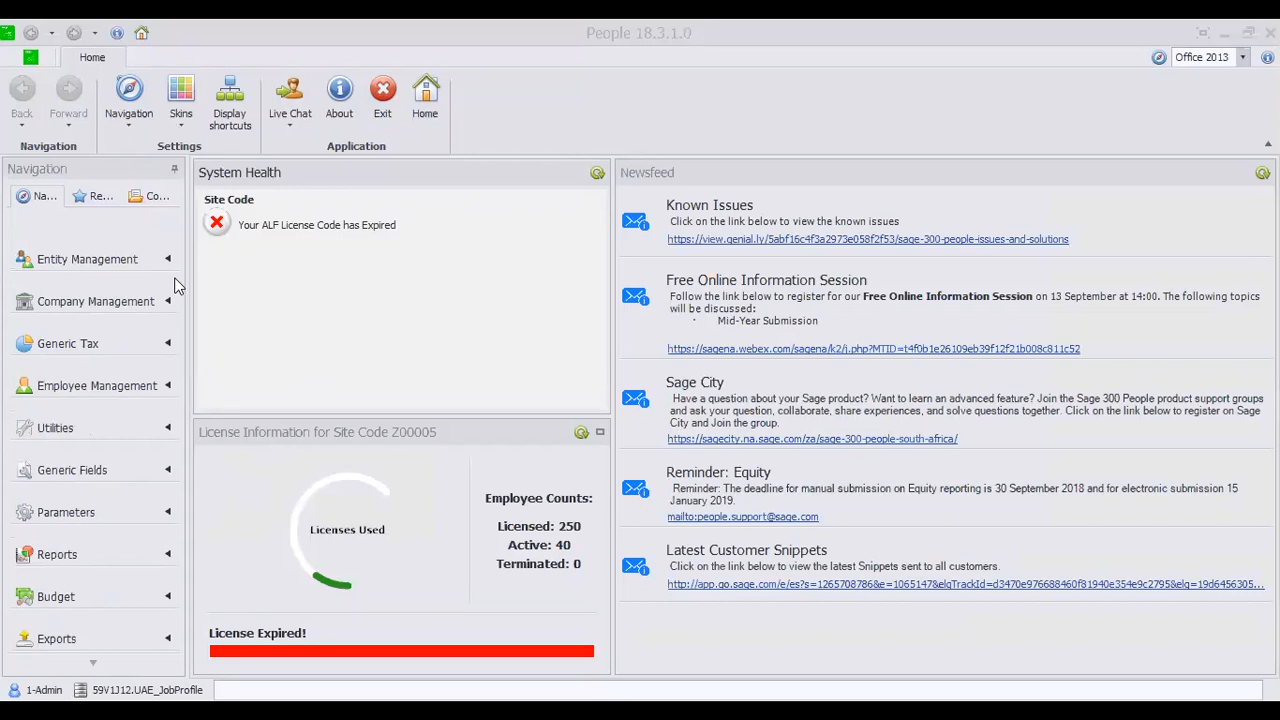 People 18.3.1.0
Home
Office 2013
Back
Forward
Navigation
Skins
Display
shortcuts
Live Chat
About
Exit
Home
Navigation
Settings
Application
Navigation
Na...
Re...
Co...
Entity Management
Company Management
Generic Tax
Employee Management
Utilities
Generic Fields
Parameters
Reports
Budget
Exports
System Health
Site Code
Your ALF License Code has Expired
License Information for Site Code Z00005
Licenses Used
Employee Counts:
Licensed: 250
Active: 40
Terminated: 0
License Expired!
Newsfeed
Known Issues
Click on the link below to view the known issues
https://view.genial.ly/5abf16c4f3a2973e058f2f53/sage-300-people-issues-and-solutions
Free Online Information Session
Follow the link below to register for our Free Online Information Session on 13 September at 14:00. The following topics
will be discussed:
· Mid-Year Submission
https://sagena.webex.com/sagena/k2/j.php?MTID=t4f0b1e26109eb39f12f21b008c811c52
Sage City
Have a question about your Sage product? Want to learn an advanced feature? Join the Sage 300 People product support groups
and ask your question, collaborate, share experiences, and solve questions together. Click on the link below to register on Sage
City and Join the group.
https://sagecity.na.sage.com/za/sage-300-people-south-africa/
Reminder: Equity
Reminder: The deadline for manual submission on Equity reporting is 30 September 2018 and for electronic submission 15
January 2019.
mailto:people.support@sage.com
Latest Customer Snippets
Click on the link below to view the latest Snippets sent to all customers.
http://app.go.sage.com/e/es?s=1265708786&e=1065147&elqTrackId=d3470e976688460f81940e354e9c2795&elq=19d6456305...
1-Admin
59V1J12.UAE_JobProfile